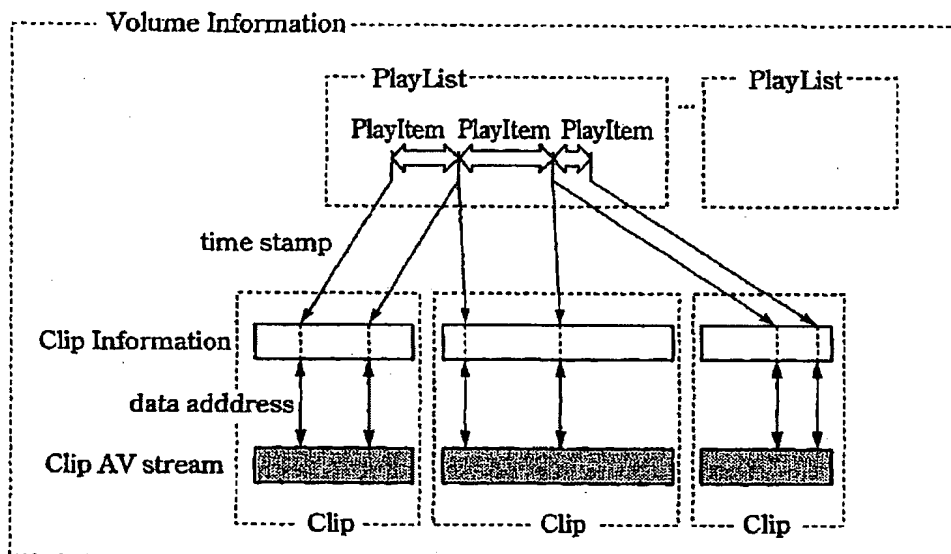 Volume Information
PlayList
PlayList
...
PlayItem PlayItem PlayItem
time stamp
Clip Information
data adddress
Clip AV stream
Clip
Clip
Clip